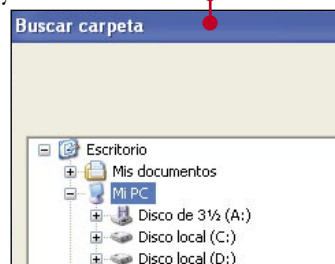 y
Buscar carpeta
Escritorio
Mis documentos
Mi PC
Disco de 3½ (A:)
Disco local (C:)
Disco local (D:)